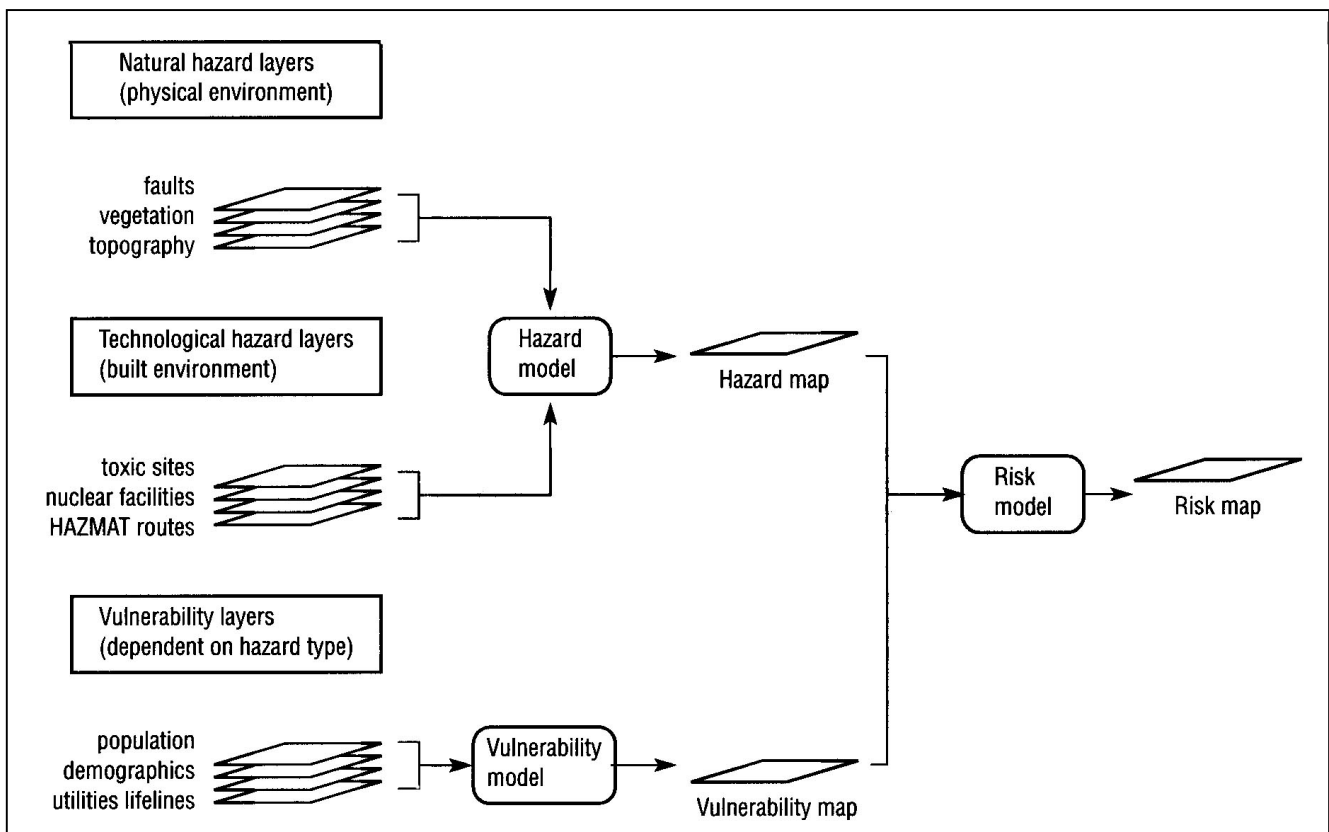 Natural hazard layers
(physical environment)
faults
vegetation
topography
Technological hazard layers
(built environment)
Hazard
model
Hazard map
toxic sites
nuclear facilities
HAZMAT routes
Risk
model
Risk map
Vulnerability layers
(dependent on hazard type)
population
demographics
utilities lifelines
Vulnerability
model
Vulnerability map